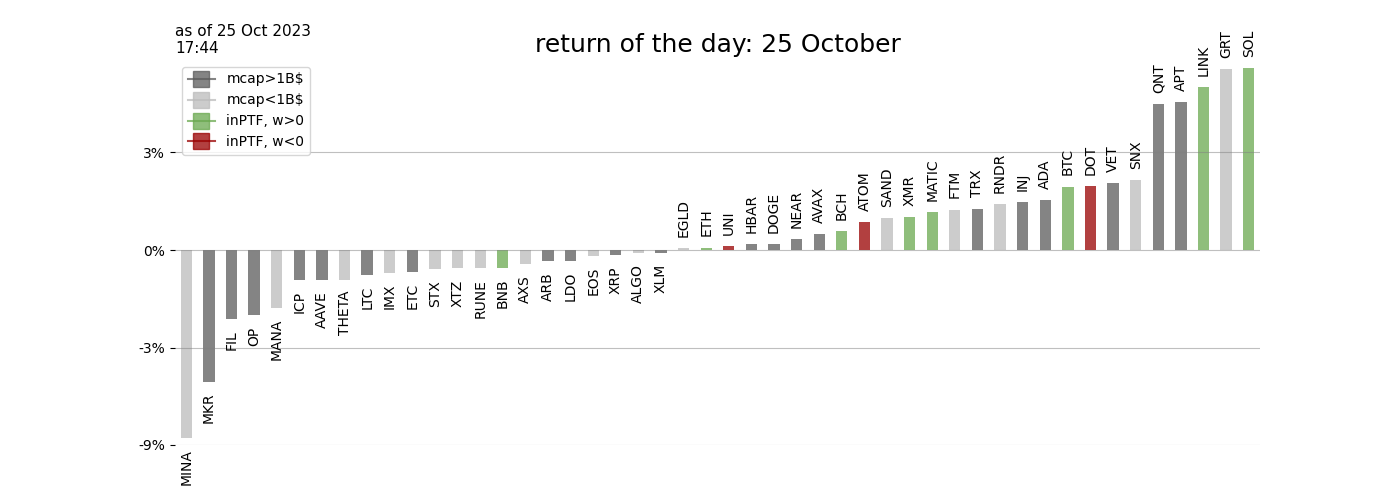 as of 25 Oct 2023
17:44
return of the day: 25 October
mcap>1B$
mcap<1B$
inPTF, w>0
inPTF, w<0
3%
0%
-3%
-9%
MINA
MKR
FIL
OP
MANA
ICP
AAVE
THETA
LTC
IMX
ETC
STX
XTZ
RUNE
BNB
AXS
ARB
LDO
EOS
XRP
ALGO
XLM
EGLD
ETH
UNI
HBAR
DOGE
NEAR
AVAX
BCH
ATOM
SAND
XMR
MATIC
FTM
TRX
RNDR
INJ
ADA
BTC
DOT
VET
SNX
QNT
APT
LINK
GRT
SOL